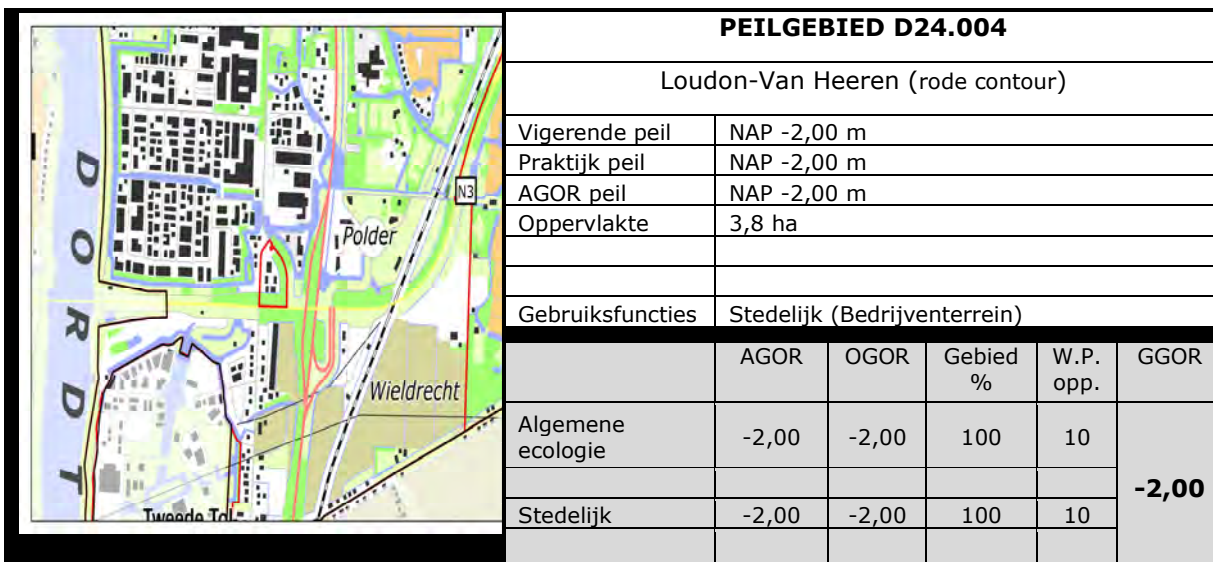 PEILGEBIED D24.004
Loudon-Van Heeren (rode contour)
Vigerende peil NAP -2,00 m
Praktijk peil NAP -2,00 m
AGOR peil NAP -2,00 m
Oppervlakte 3,8 ha
Gebruiksfuncties Stedelijk (Bedrijventerrein)
AGOR OGOR Gebied % W.P. opp. GGOR
Algemene ecologie -2,00 -2,00 100 10
-2,00
Stedelijk -2,00 -2,00 100 10
DORDT
N3
Polder
Wieldrecht
Tweede Tol